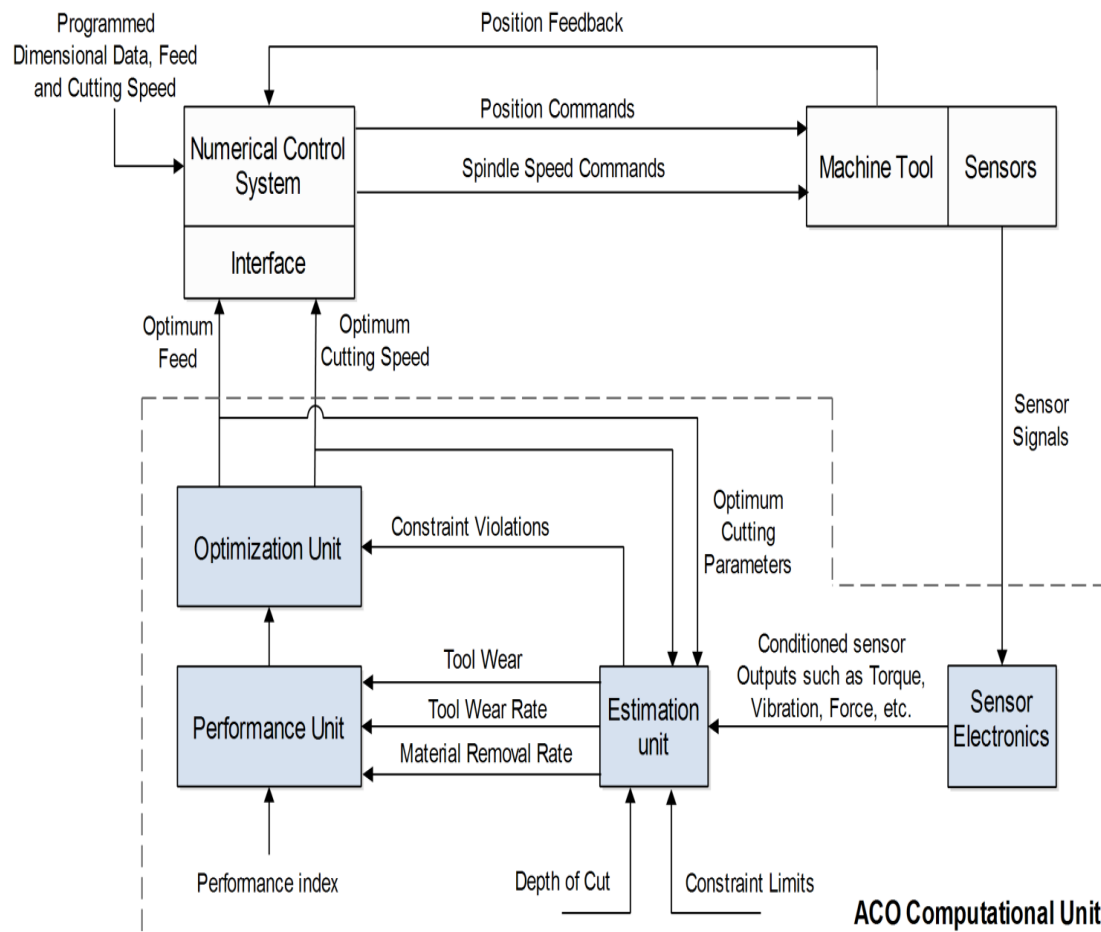 Programmed
Dimensional Data, Feed
and Cutting Speed
Position Feedback
Position Commands
Spindle Speed Commands
Numerical Control
System
Interface
Machine Tool
Sensors
Optimum
Feed
Optimum
Cutting Speed
Sensor
Signals
Optimization Unit
Constraint Violations
Optimum
Cutting
Parameters
Performance Unit
Tool Wear
Tool Wear Rate
Material Removal Rate
Estimation
unit
Conditioned sensor
Outputs such as Torque,
Vibration, Force, etc.
Sensor
Electronics
Performance index
Depth of Cut
Constraint Limits
ACO Computational Unit